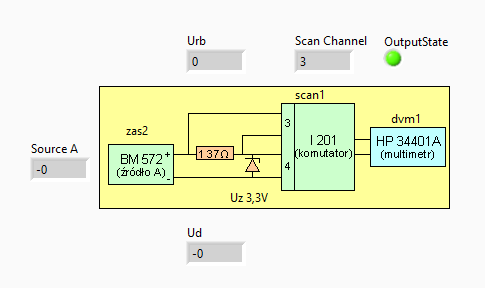 Urb
0
Scan Channel
3
OutputState
scan1
dvm1
zas2
Source A
-0
BM 572
(źródło A)
+
-
137Ω
3
4
I 201
(komutator)
HP 34401A
(multimetr)
Uz 3,3V
Ud
-0